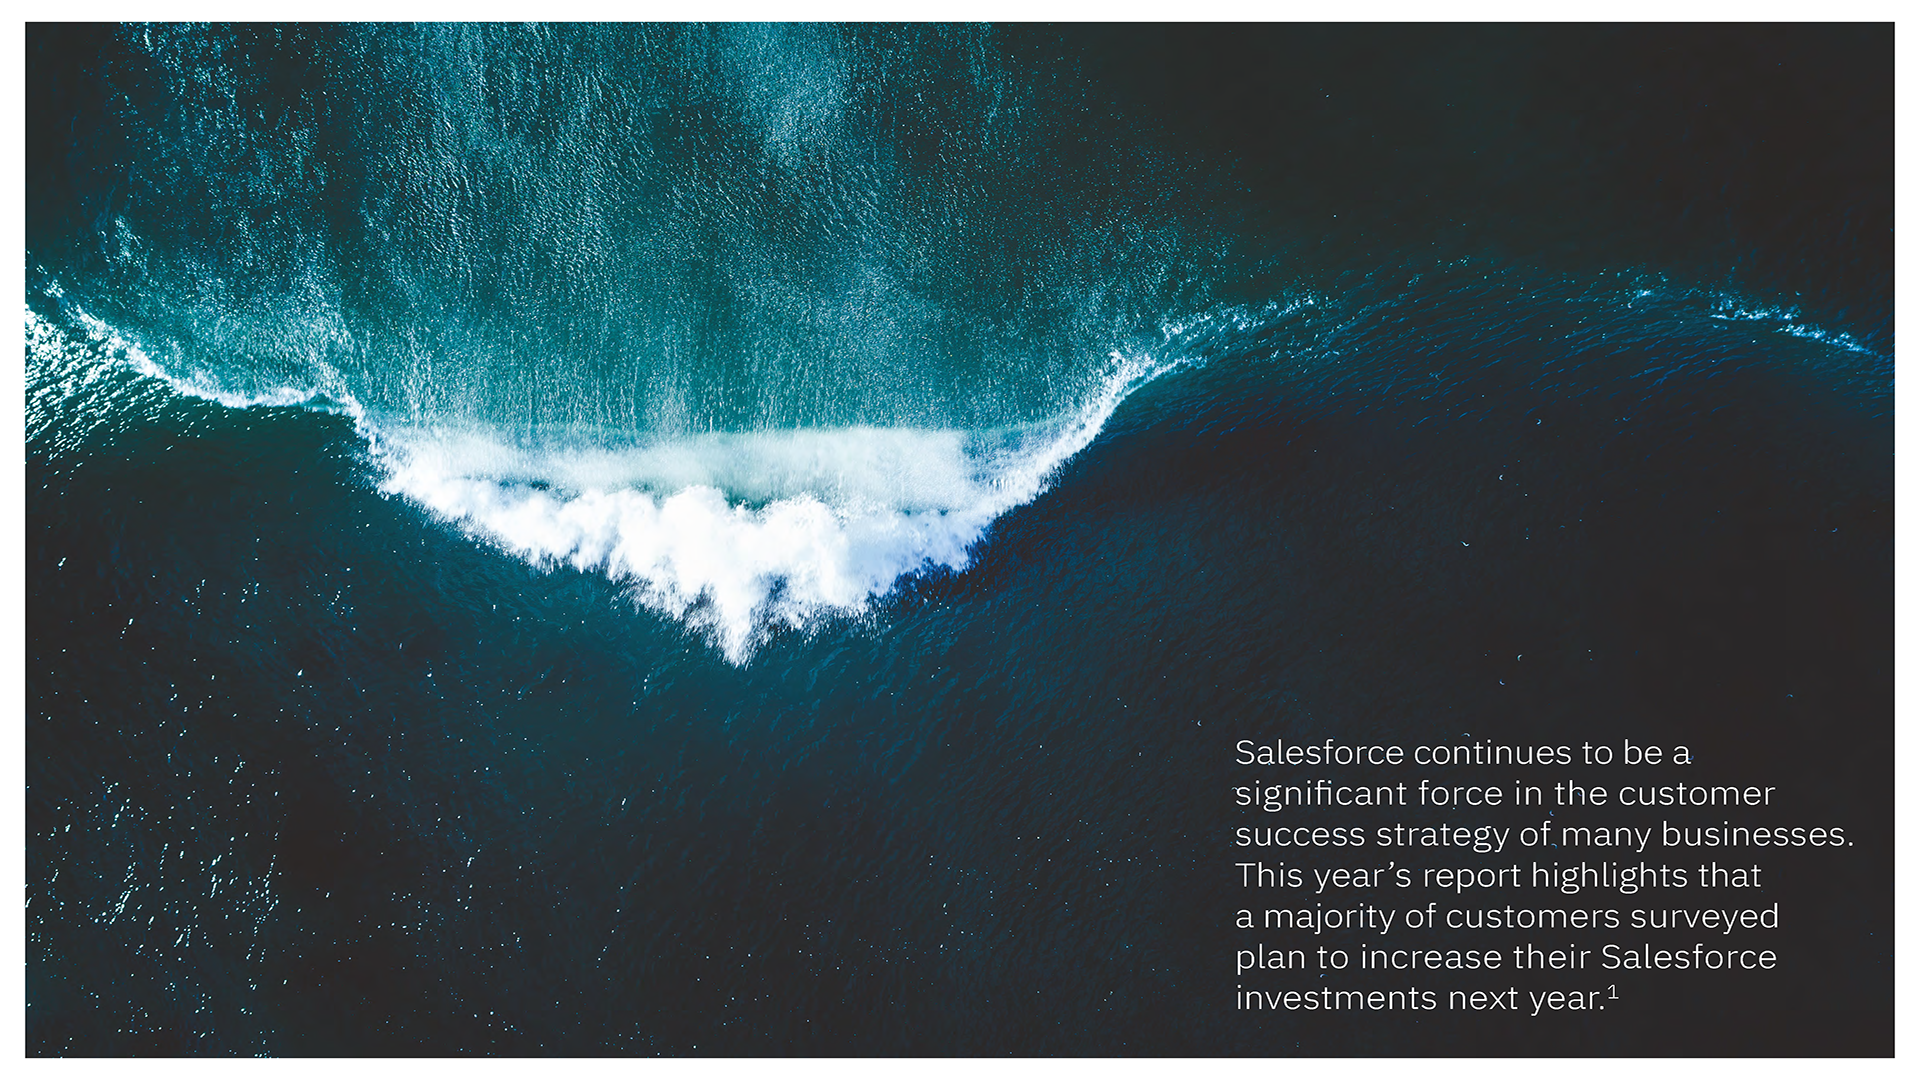 Salesforce continues to be a
significant force in the customer
success strategy of many businesses.
This year’s report highlights that
a majority of customers surveyed
plan to increase their Salesforce
investments next year.¹